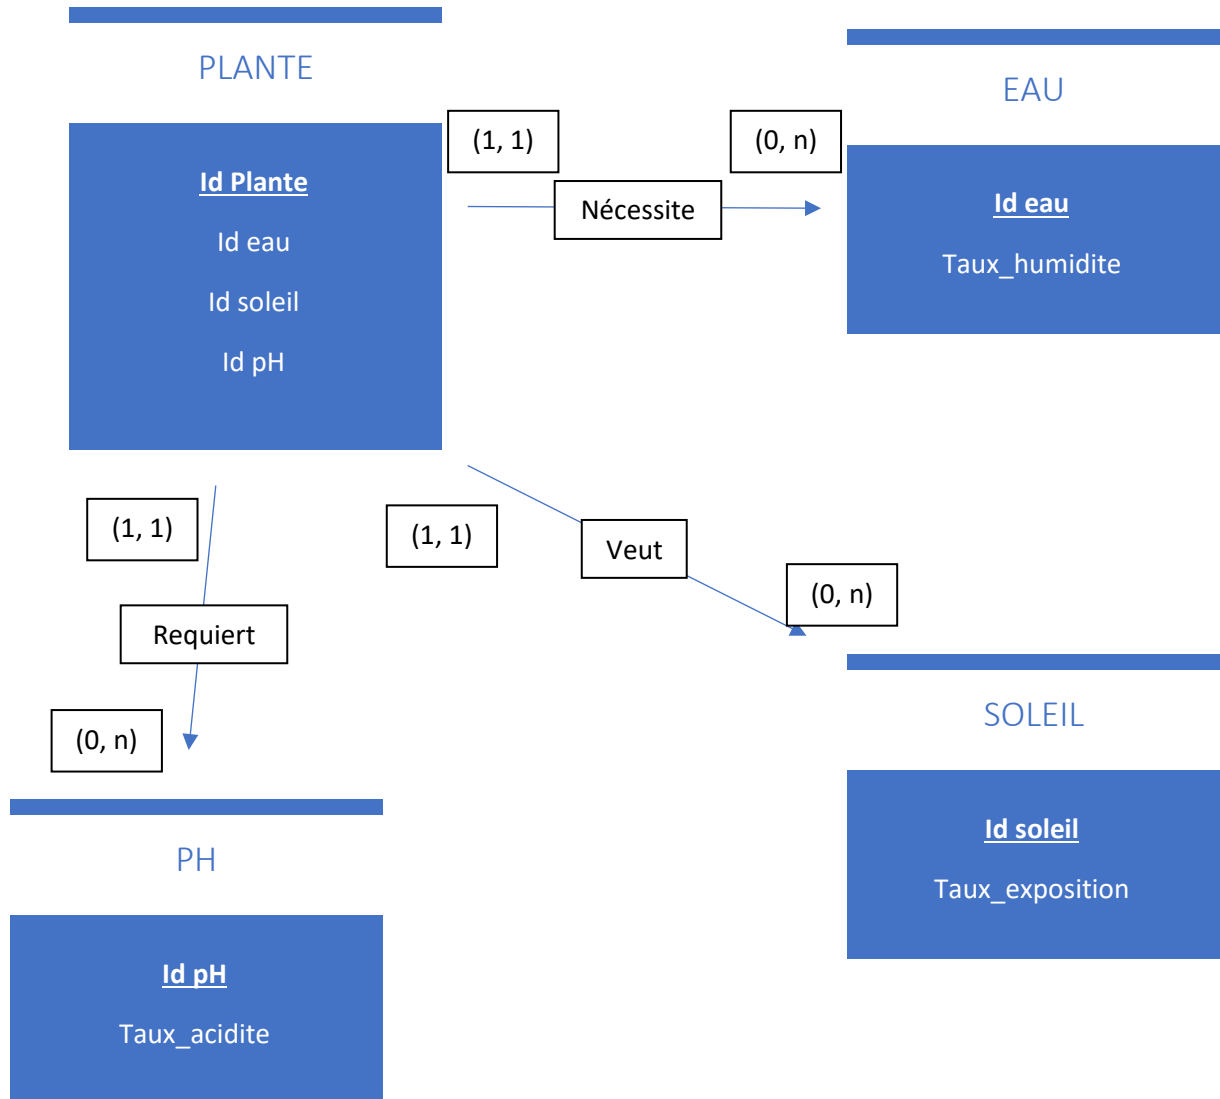 PLANTE
Id Plante
Id eau
Id soleil
Id pH
(1, 1)
Nécessite
(0, n)
EAU
Id eau
Taux_humidite
(1, 1)
Requiert
(0, n)
(1, 1)
Veut
(0, n)
SOLEIL
Id soleil
Taux_exposition
PH
Id pH
Taux_acidite